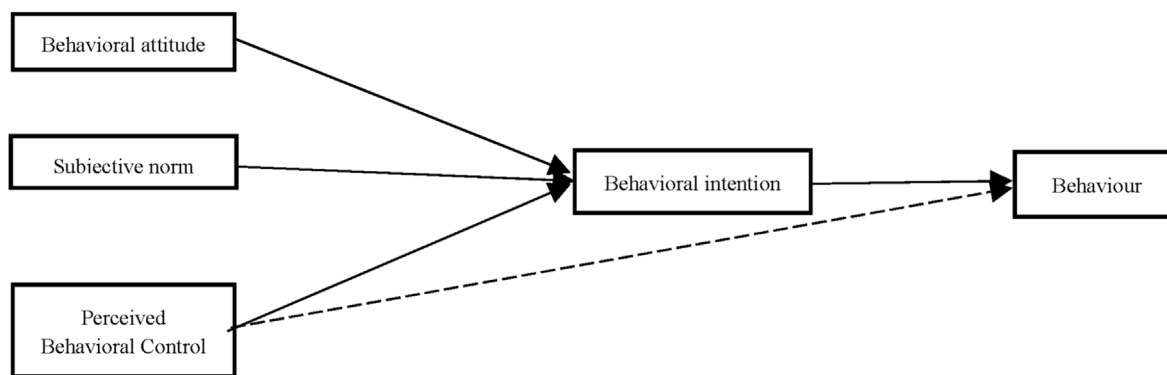 Behavioral attitude
Subiective norm
Behavioral intention
Behaviour
Perceived
Behavioral Control